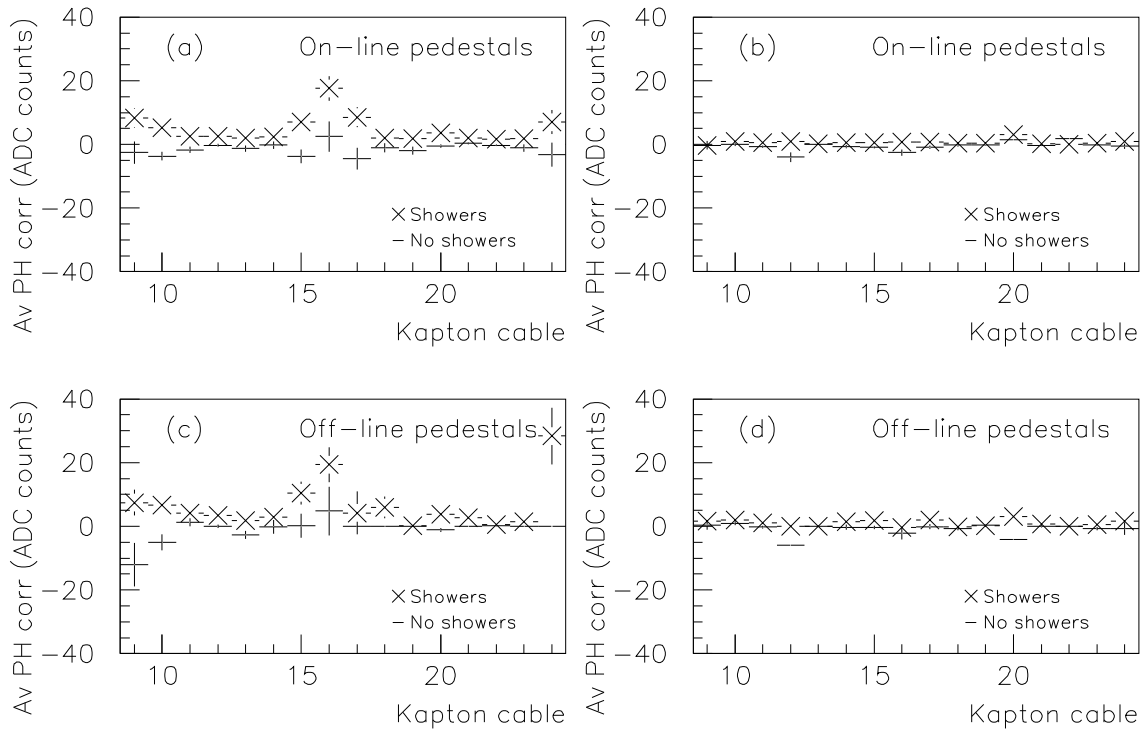 Av PH corr (ADC counts)
40
20
0
−20
−40
(a) On−line pedestals
× Showers
− No showers
10 15 20
Kapton cable
Av PH corr (ADC counts)
40
20
0
−20
−40
(b) On−line pedestals
× Showers
− No showers
10 15 20
Kapton cable
Av PH corr (ADC counts)
40
20
0
−20
−40
(c) Off−line pedestals
× Showers
− No showers
10 15 20
Kapton cable
Av PH corr (ADC counts)
40
20
0
−20
−40
(d) Off−line pedestals
× Showers
− No showers
10 15 20
Kapton cable